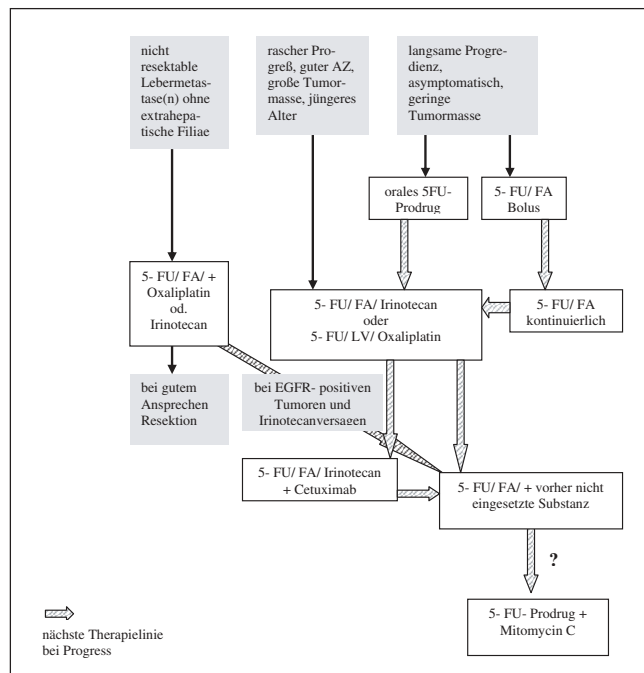 nicht
resektable
Lebermetas-
tase(n) ohne
extrahepa-
tische Filiae
rascher Pro-
greß, guter AZ,
große Tumor-
masse, jüngeres
Alter
langsame Progre-
dienz,
asymptomatisch,
geringe
Tumormasse
orales 5FU-
Prodrug
5- FU/ FA
Bolus
5- FU/ FA/ +
Oxaliplatin
od.
Irinotecan
5- FU/ FA/ Irinotecan
oder
5- FU/ LV/ Oxaliplatin
5- FU/ FA
kontinuierlich
bei gutem
Ansprechen
Resektion
bei EGFR- positiven
Tumoren und
Irinotecanversagen
5- FU/ FA/ Irinotecan
+ Cetuximab
5- FU/ FA/ + vorher nicht
eingesetzte Substanz
?
5- FU- Prodrug +
Mitomycin C
nächste Therapielinie
bei Progress